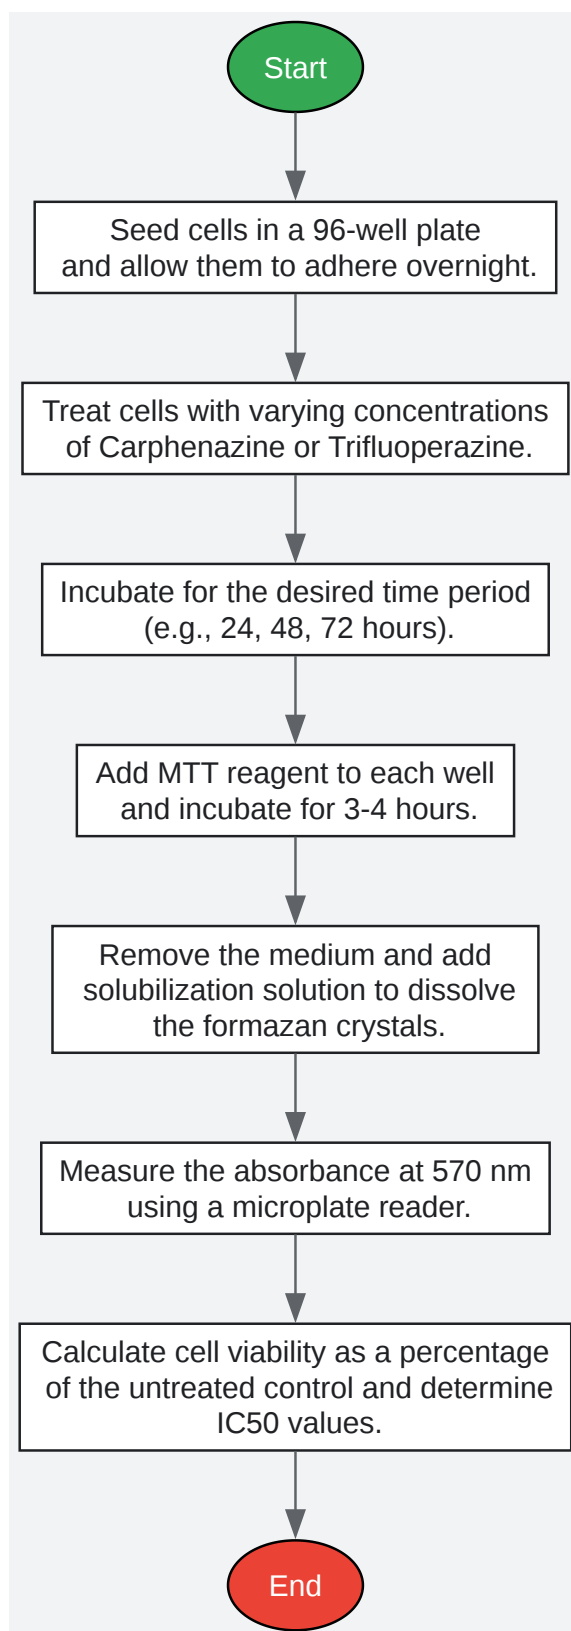 Start
Seed cells in a 96-well plate
and allow them to adhere overnight.
Treat cells with varying concentrations
of Carphenazine or Trifluoperazine.
Incubate for the desired time period
(e.g., 24, 48, 72 hours).
Add MTT reagent to each well
and incubate for 3-4 hours.
Remove the medium and add
solubilization solution to dissolve
the formazan crystals.
Measure the absorbance at 570 nm
using a microplate reader.
Calculate cell viability as a percentage
of the untreated control and determine
IC50 values.
End